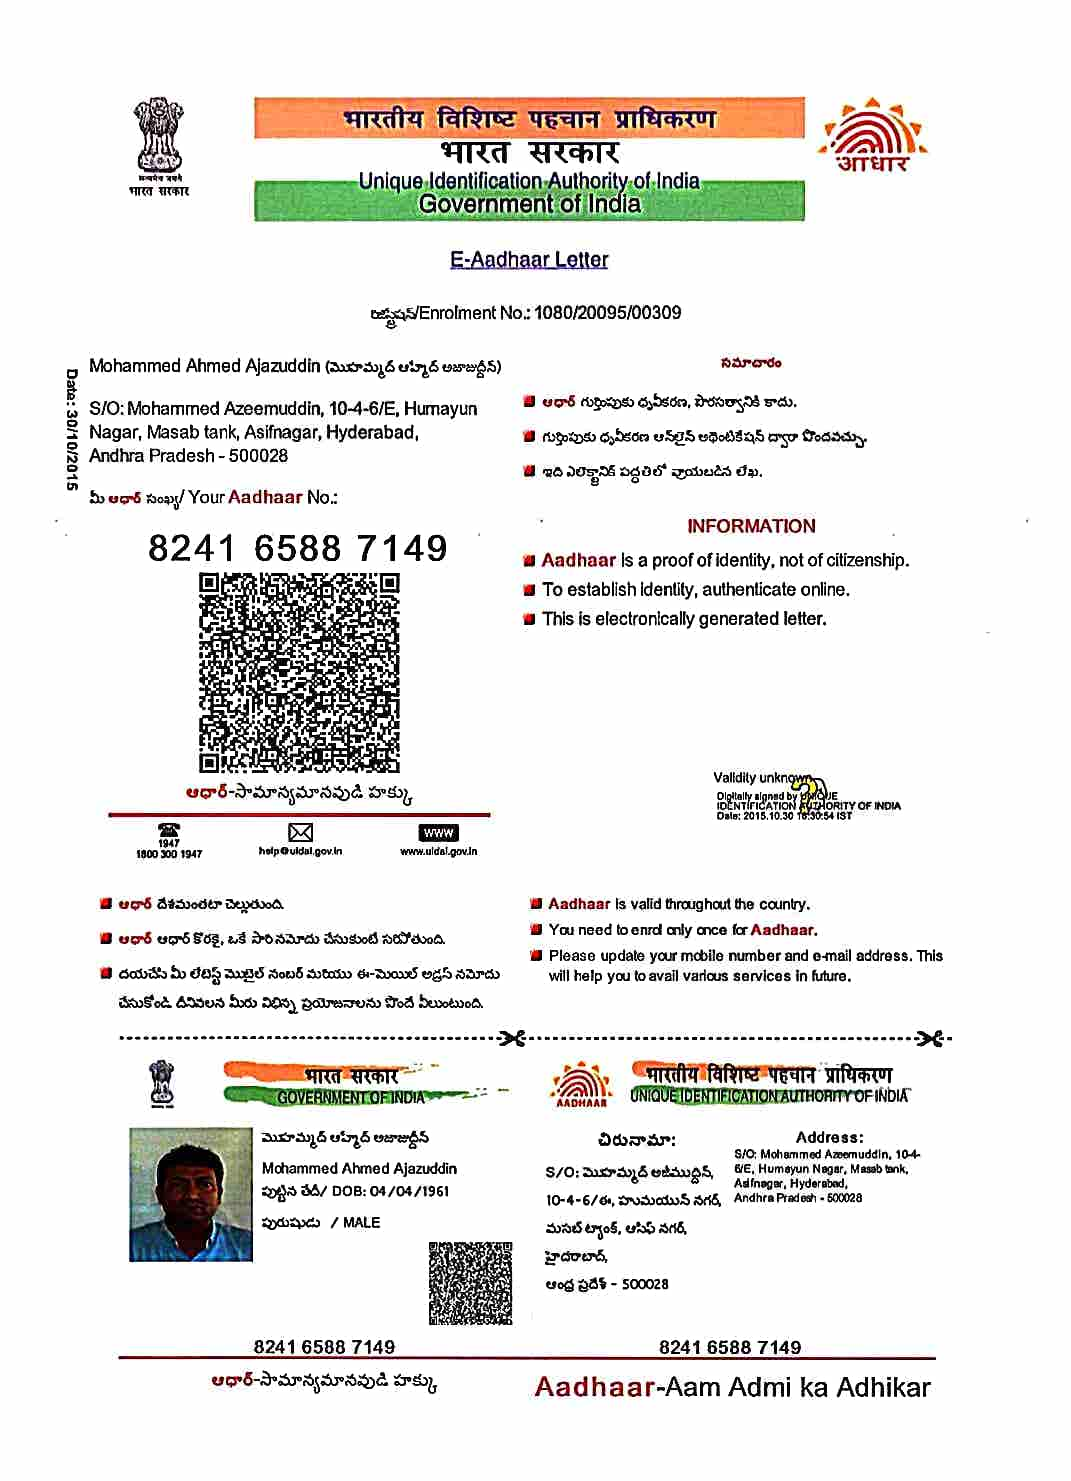 भारतीय विशिष्ट पहचान प्राधिकरण
भारत सरकार
Unique Identification Authority of India
Government of India
सत्यमेव जयते
भारत सरकार
आधार
E-Aadhaar Letter
రిజిస్ట్రేషన్/Enrolment No.: 1080/20095/00309
Date: 30/10/2015
Mohammed Ahmed Ajazuddin (మొహమ్మద్ ఆహ్మద్ అజాజుద్దీన్)
S/O: Mohammed Azeemuddin, 10-4-6/E, Humayun
Nagar, Masab tank, Asifnagar, Hyderabad,
Andhra Pradesh - 500028
మీ ఆధార్ సంఖ్య/ Your Aadhaar No.:
8241 6588 7149
ఆధార్-సామాన్యమానవుడి హక్కు
1947
1800 300 1947
help@uidai.gov.in
www
www.uidai.gov.in
సమాచారం
ఆధార్ గుర్తింపుకు ధృవీకరణ, పౌరసత్వానికి కాదు.
గుర్తింపుకు ధృవీకరణ ఆన్‌లైన్ అథెంటికేషన్ ద్వారా పొందవచ్చు.
ఇది ఎలెక్ట్రానిక్ పద్ధతిలో వ్రాయబడిన లేఖ.
INFORMATION
Aadhaar is a proof of identity, not of citizenship.
To establish identity, authenticate online.
This is electronically generated letter.
Validity unknown
Digitally signed by UNIQUE
IDENTIFICATION AUTHORITY OF INDIA
Date: 2015.10.30 18:30:54 IST
ఆధార్ దేశమంతటా చెల్లుతుంది.
ఆధార్ ఆధార్ కొరకై, ఒకే సారి నమోదు చేసుకుంటే సరిపోతుంది.
దయచేసి మీ లేటెస్ట్ మొబైల్ నంబర్ మరియు ఈ-మెయిల్ అడ్రస్ నమోదు
చేసుకోండి. దీనివలన మీరు విభిన్న ప్రయోజనాలను పొందే వీలుంటుంది.
Aadhaar is valid throughout the country.
You need to enrol only once for Aadhaar.
Please update your mobile number and e-mail address. This
will help you to avail various services in future.
भारत सरकार
GOVERNMENT OF INDIA
మొహమ్మద్ ఆహ్మద్ అజాజుద్దీన్
Mohammed Ahmed Ajazuddin
పుట్టిన తేదీ/ DOB: 04/04/1961
పురుషుడు / MALE
8241 6588 7149
ఆధార్-సామాన్యమానవుడి హక్కు
AADHAAR
भारतीय विशिष्ट पहचान प्राधिकरण
UNIQUE IDENTIFICATION AUTHORITY OF INDIA
చిరునామా:
S/O: మొహమ్మద్ అజీముద్దిన్,
10-4-6/ఈ, హుమయున్ నగర్,
మసబ్ ట్యాంక్, ఆసిఫ్ నగర్,
హైదరాబాద్,
ఆంధ్ర ప్రదేశ్ - 500028
Address:
S/O: Mohammed Azeemuddin, 10-4-
6/E, Humayun Nagar, Masab tank,
Asifnagar, Hyderabad,
Andhra Pradesh - 500028
8241 6588 7149
Aadhaar-Aam Admi ka Adhikar